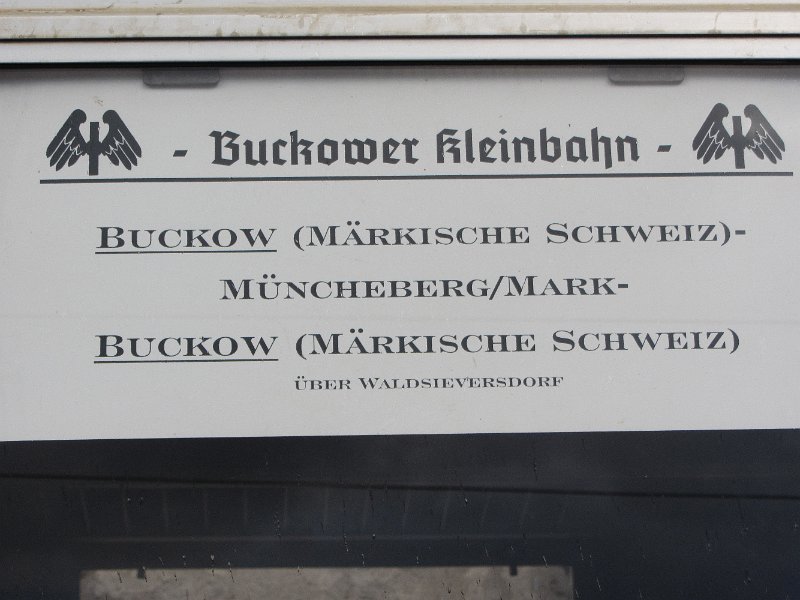 - Buckower Kleinbahn -
Buckow (Märkische Schweiz)-
Müncheberg/Mark-
Buckow (Märkische Schweiz)
über Waldsieversdorf